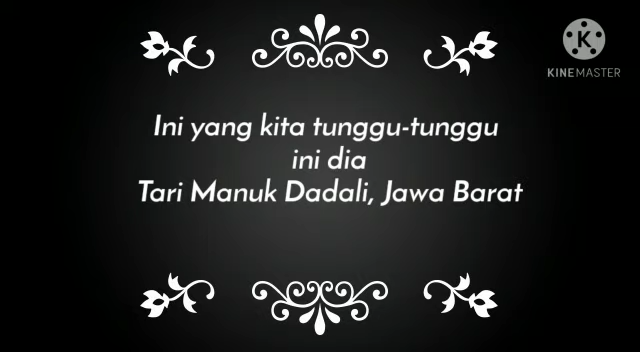 KINEMASTER
Ini yang kita tunggu-tunggu
ini dia
Tari Manuk Dadali, Jawa Barat